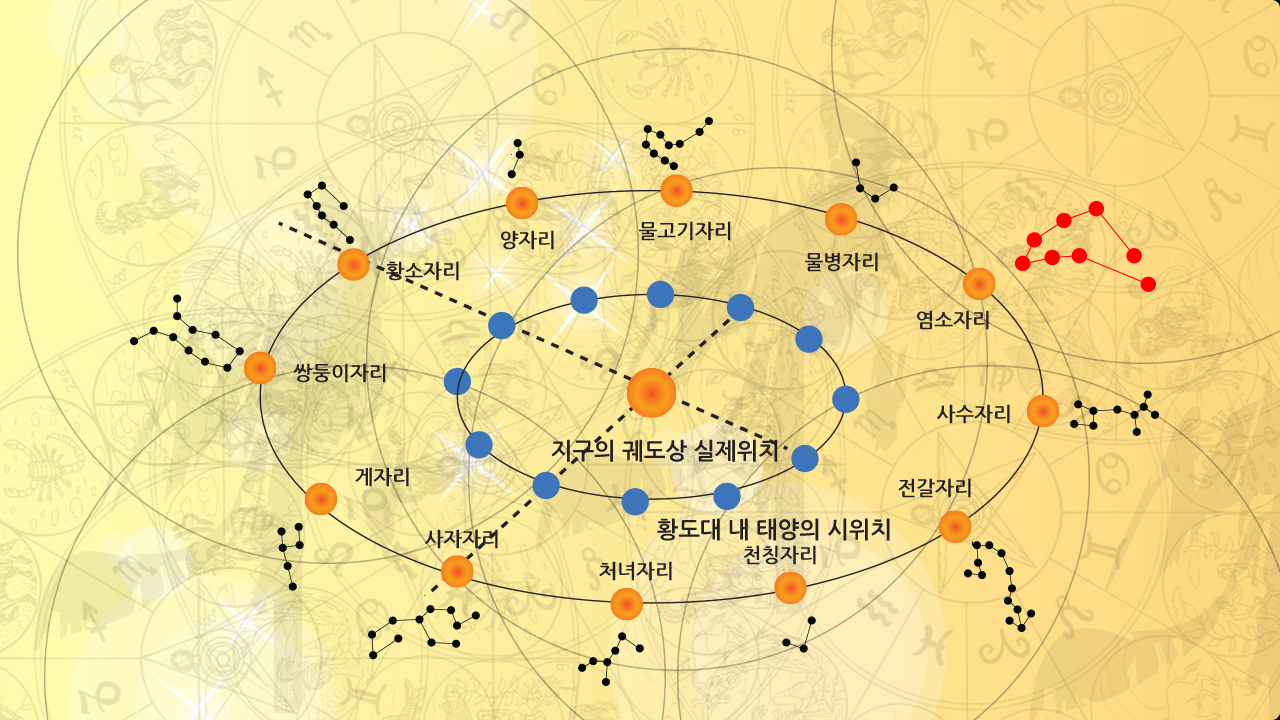 양자리
물고기자리
물병자리
황소자리
염소자리
쌍둥이자리
사수자리
지구의 궤도상 실제위치
게자리
전갈자리
황도대 내 태양의 시위치
사자자리
천칭자리
처녀자리